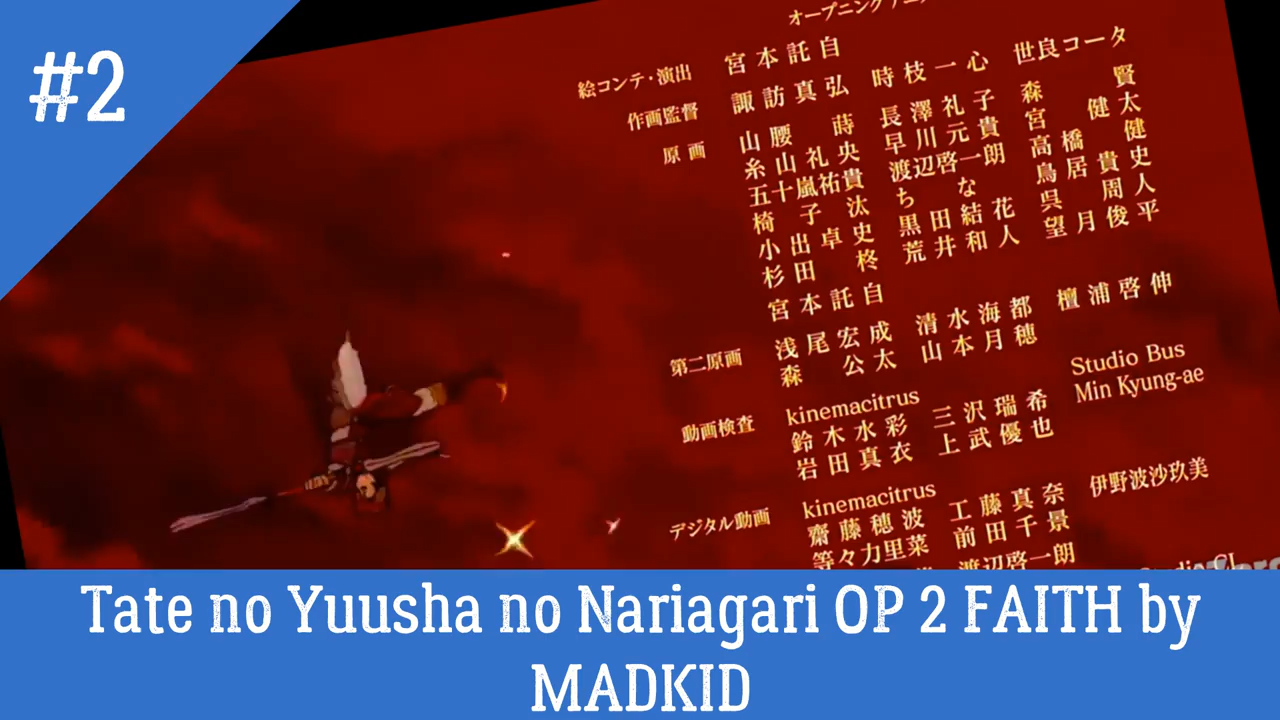 #2
オープニングアニ
絵コンテ・演出 宮本託自
作画監督 諏訪真弘 時枝一心 世良コータ
原画 山腰 蒔 長澤礼子 森 賢
糸山礼央 早川元貴 宮 健太
五十嵐祐貴 渡辺啓一朗 高橋 健
椅子汰 ちな 鳥居貴史
小出卓史 黒田結花 呉 周人
杉田 柊 荒井和人 望月俊平
宮本託自
第二原画 浅尾宏成 清水海都 檀浦啓伸
森 公太 山本月穂
動画検査 kinemacitrus Studio Bus
鈴木水彩 三沢瑞希 Min Kyung-ae
岩田真衣 上武優也
デジタル動画 kinemacitrus
齋藤穂波 工藤真奈 伊野波沙玖美
等々力里菜 前田千景
渡辺啓一朗
Tate no Yuusha no Nariagari OP 2 FAITH by
MADKID